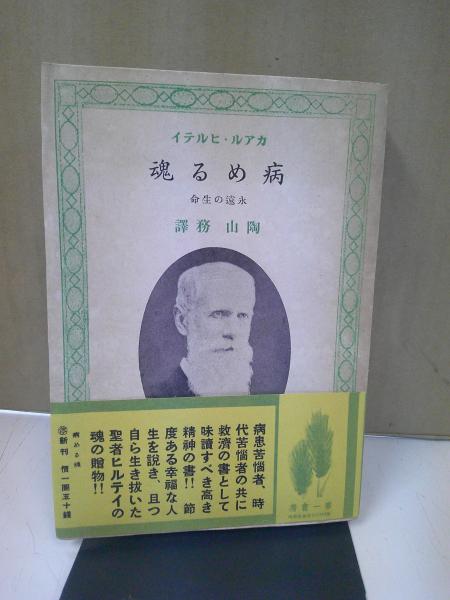 カアル・ヒルテイ
病める魂
永遠の生命
陶山務譯
病患苦惱者、時
代苦惱者の共に
救濟の書として
味讀すべき高き
精神の書!! 節
度ある幸福な人
生を説き、且つ
自ら生き抜いた
聖者ヒルテイの
魂の贈物!!
病める魂
新刊 價一圓五十錢
第一書房